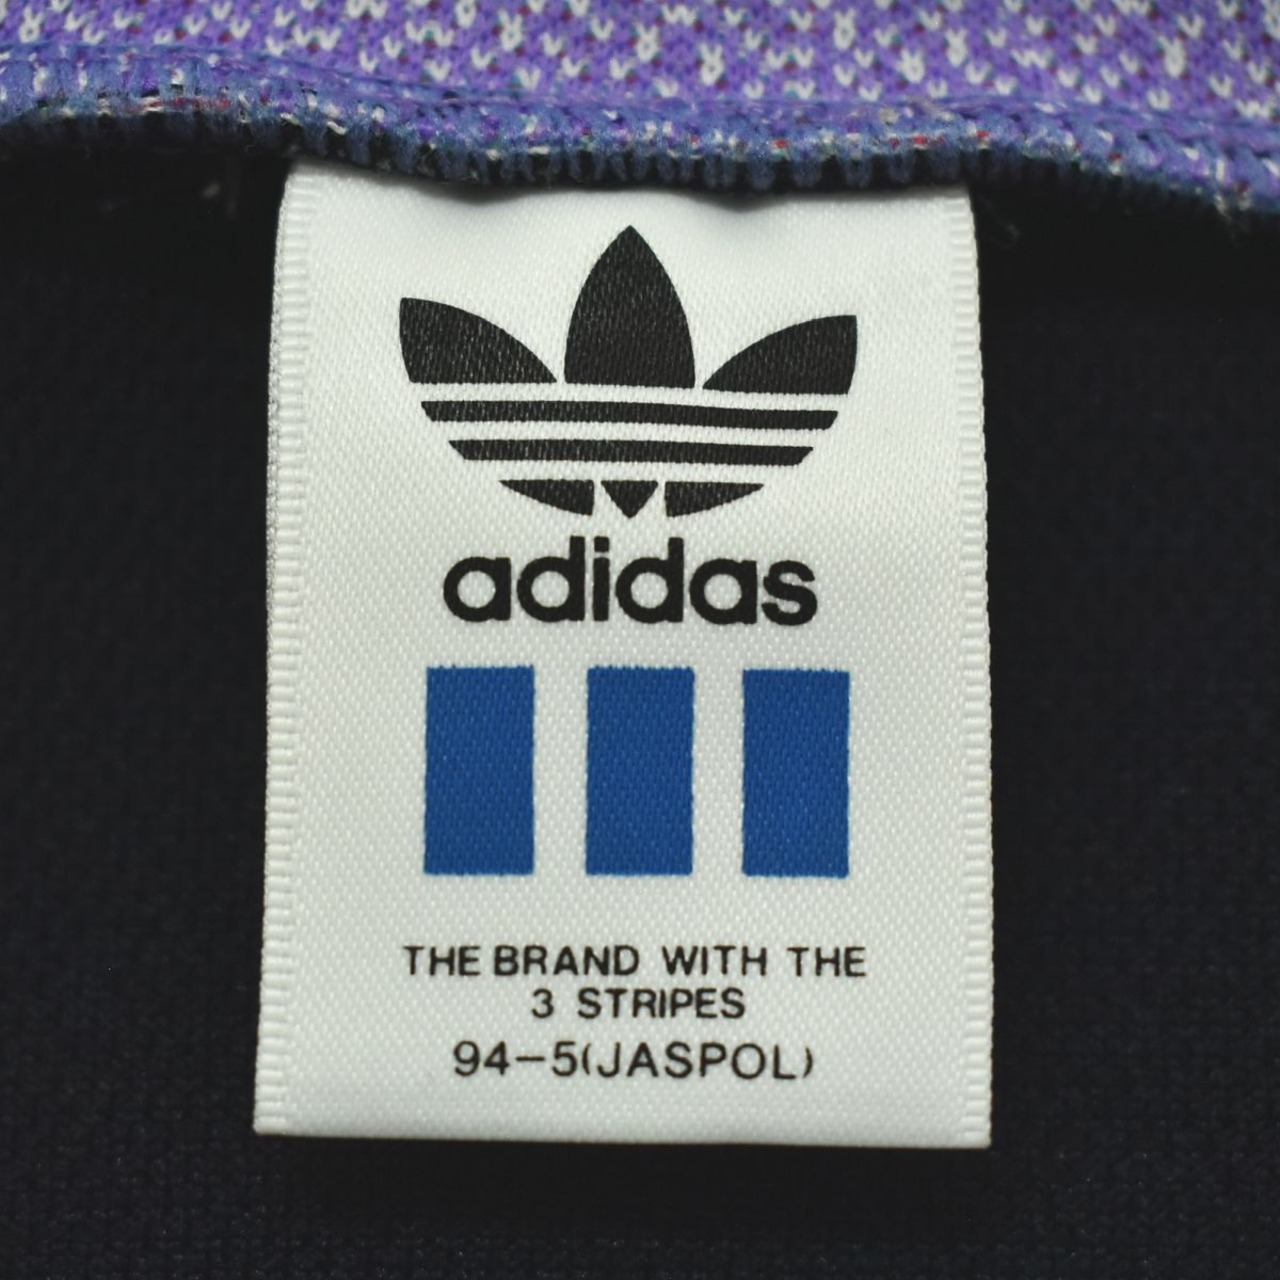 adidas
THE BRAND WITH THE
3 STRIPES
94-5(JASPOL)